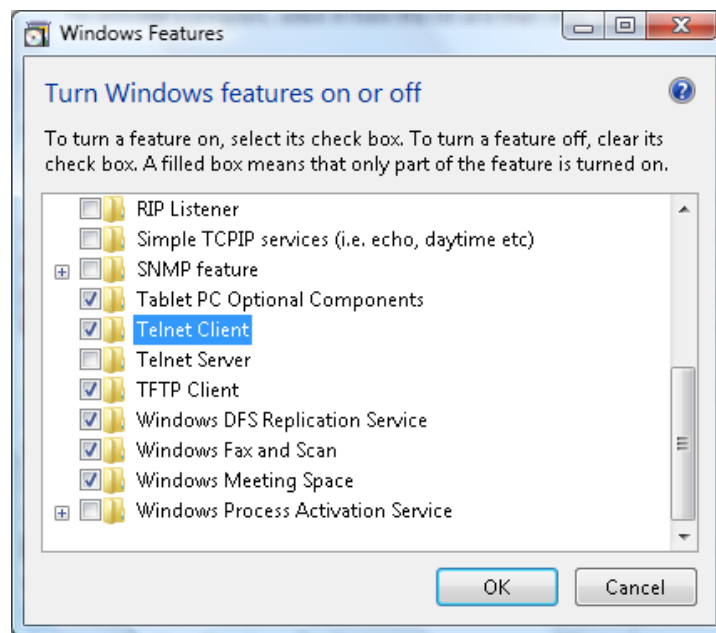 Windows Features
Turn Windows features on or off
To turn a feature on, select its check box. To turn a feature off, clear its
check box. A filled box means that only part of the feature is turned on.
RIP Listener
Simple TCPIP services (i.e. echo, daytime etc)
SNMP feature
Tablet PC Optional Components
Telnet Client
Telnet Server
TFTP Client
Windows DFS Replication Service
Windows Fax and Scan
Windows Meeting Space
Windows Process Activation Service
OK Cancel